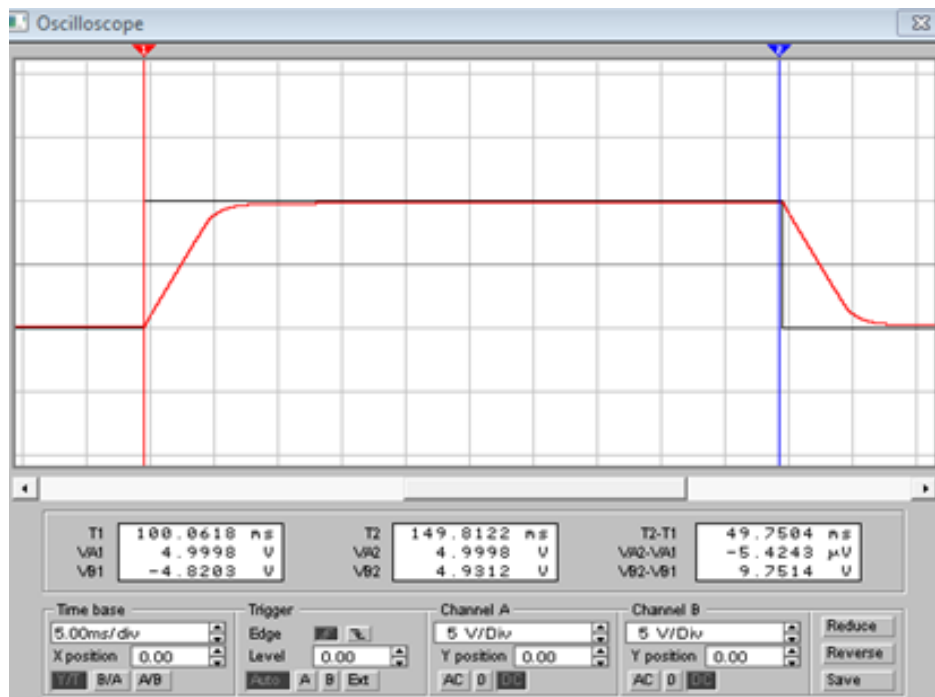 Oscilloscope
1
2
T1 100.0618 ms T2 149.8122 ms T2-T1 49.7504 ms
VA1 4.9998 V VA2 4.9998 V VA2-VA1 -5.4243 µV
VB1 -4.8203 V VB2 4.9312 V VB2-VB1 9.7514 V
Time base Trigger Channel A Channel B
5.00ms/div Edge 5 V/Div 5 V/Div Reduce
X position 0.00 Level 0.00 Y position 0.00 Y position 0.00 Reverse
Y/T B/A A/B Auto A B Ext AC 0 DC AC 0 DC Save